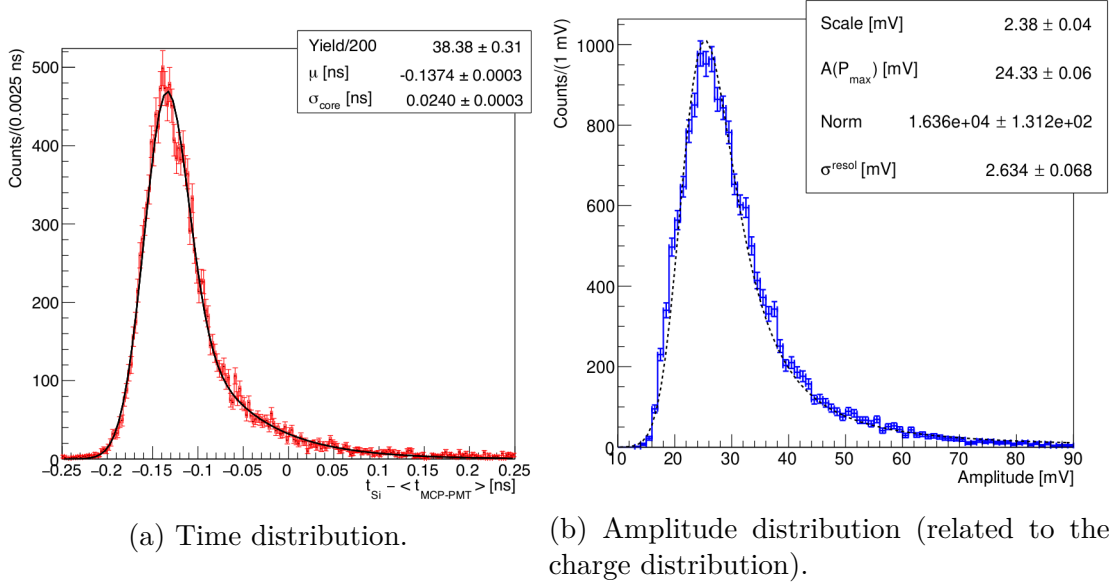 Yield/200 38.38 ± 0.31
μ [ns] -0.1374 ± 0.0003
σcore [ns] 0.0240 ± 0.0003
Counts/(0.0025 ns)
500
400
300
200
100
0
−0.25 −0.2 −0.15 −0.1 −0.05 0 0.05 0.1 0.15 0.2 0.25
tSi − < tMCP-PMT > [ns]
(a) Time distribution.
Scale [mV] 2.38 ± 0.04
A(Pmax) [mV] 24.33 ± 0.06
Norm 1.636e+04 ± 1.312e+02
σresol [mV] 2.634 ± 0.068
Counts/(1 mV)
1000
800
600
400
200
0
10 20 30 40 50 60 70 80 90
Amplitude [mV]
(b) Amplitude distribution (related to the
charge distribution).